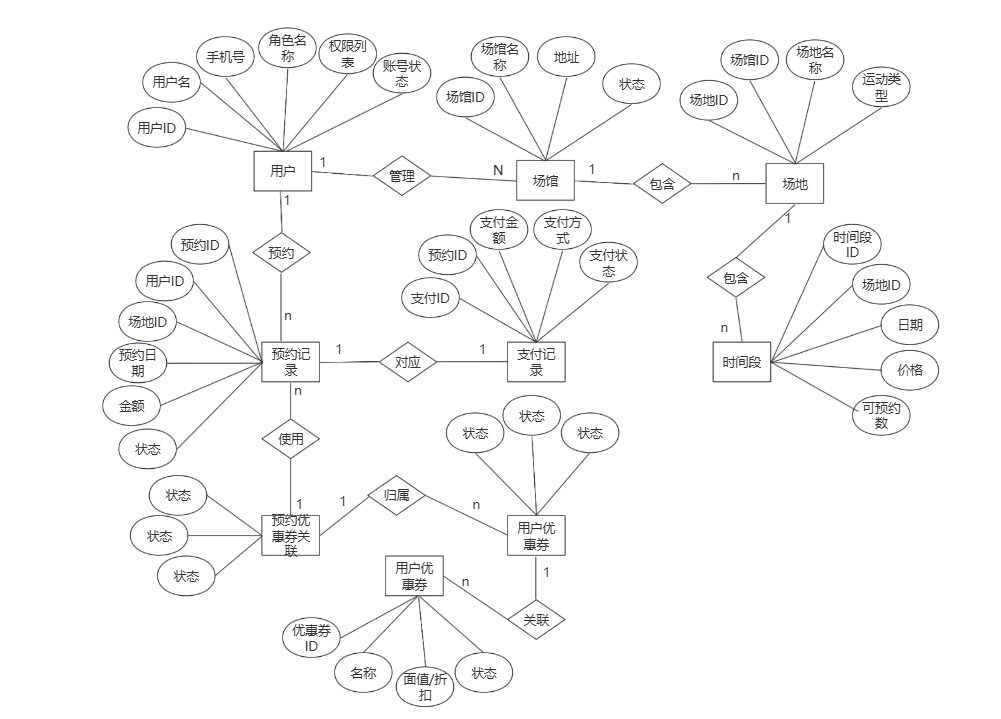 角色名
称
手机号
权限列
表
账号状
态
用户名
用户ID
场馆名
称
地址
场馆ID
状态
场馆ID
场地名
称
场地ID
运动类
型
用户
1
管理
N
场馆
1
包含
n
场地
1
预约
n
1
包含
n
预约ID
用户ID
场地ID
预约日
期
金额
状态
支付金
额
支付方
式
预约ID
支付状
态
支付ID
时间段
ID
场地ID
日期
价格
可预约
数
预约记
录
1
对应
1
支付记
录
时间段
n
使用
1
状态
状态
状态
状态
状态
状态
预约优
惠券关
联
1
归属
n
用户优
惠券
用户优
惠券
n
1
关联
优惠券
ID
名称
面值/折
扣
状态